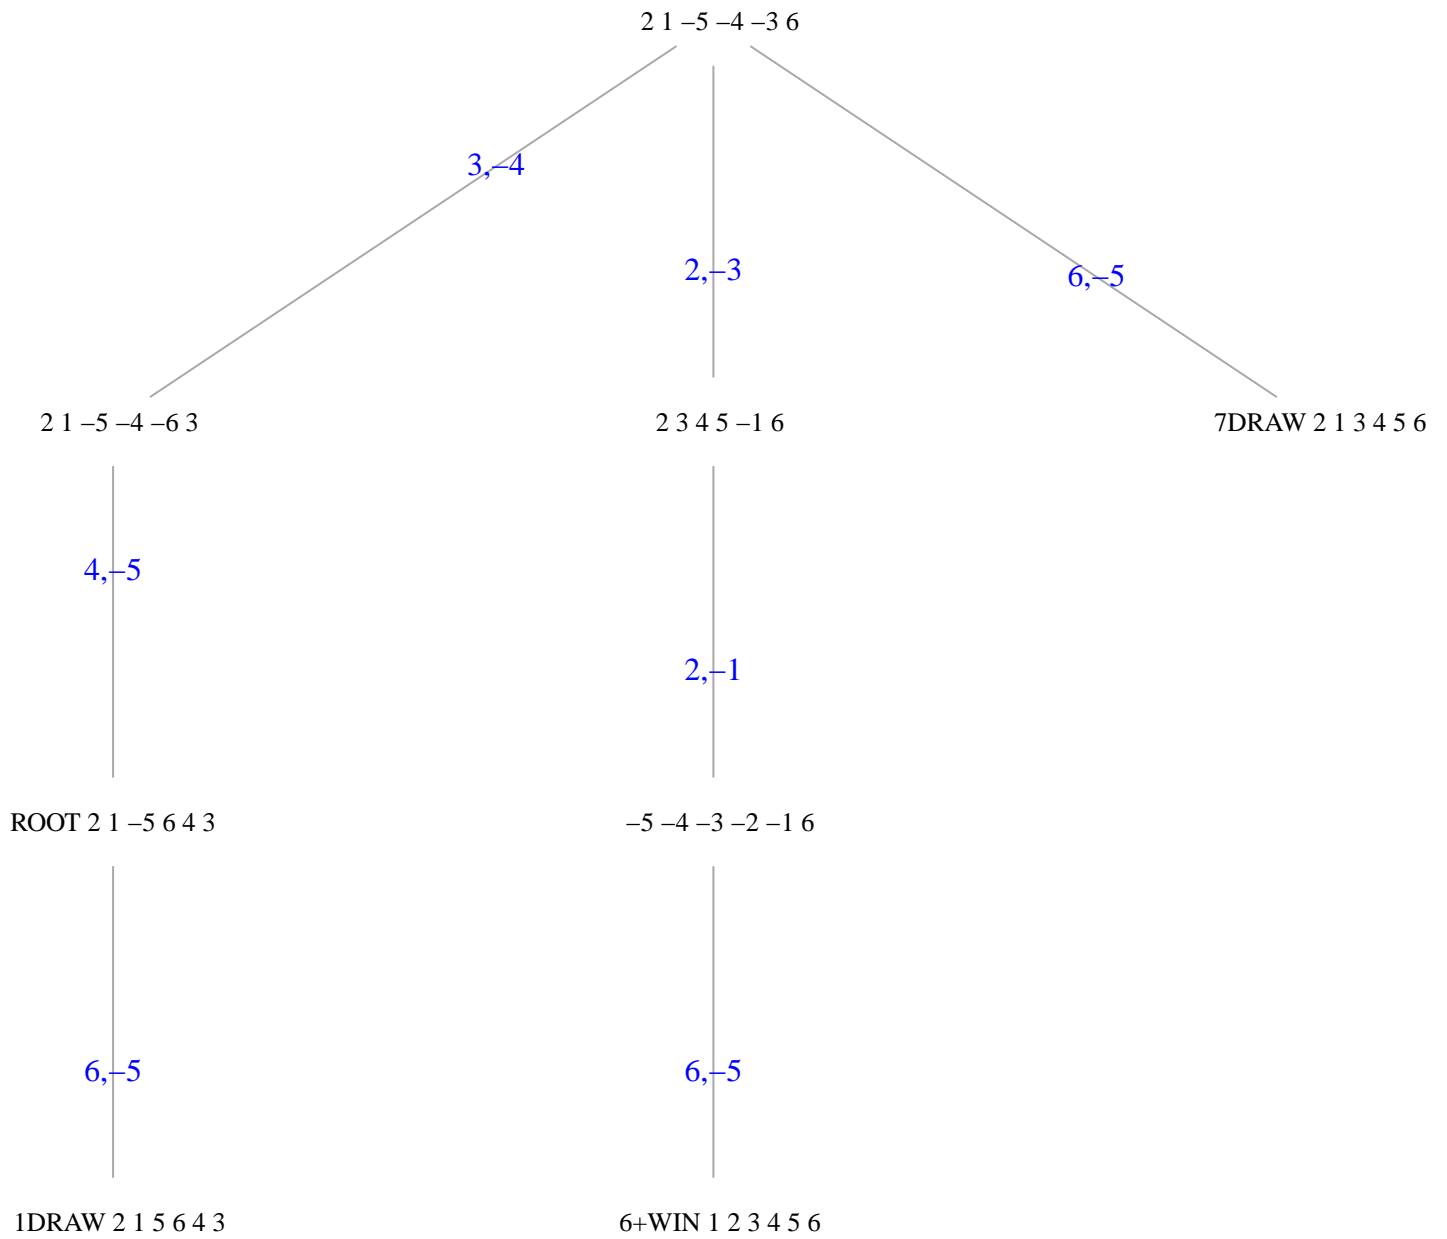 2 1 –5 –4 –3 6
3,–4
2,–3
6,–5
2 1 –5 –4 –6 3
2 3 4 5 –1 6
7DRAW 2 1 3 4 5 6
4,–5
2,–1
ROOT 2 1 –5 6 4 3
–5 –4 –3 –2 –1 6
6,–5
6,–5
1DRAW 2 1 5 6 4 3
6+WIN 1 2 3 4 5 6